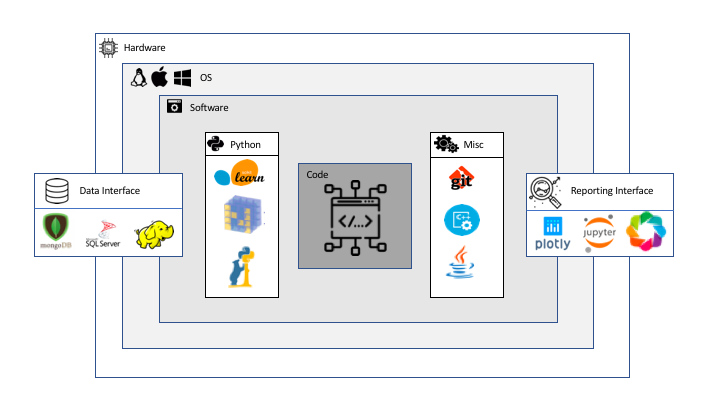 Hardware
OS
Software
Python
Misc
learn
Code
</...>
git
C++
Data Interface
mongoDB
SQL Server
Reporting Interface
plotly
jupyter